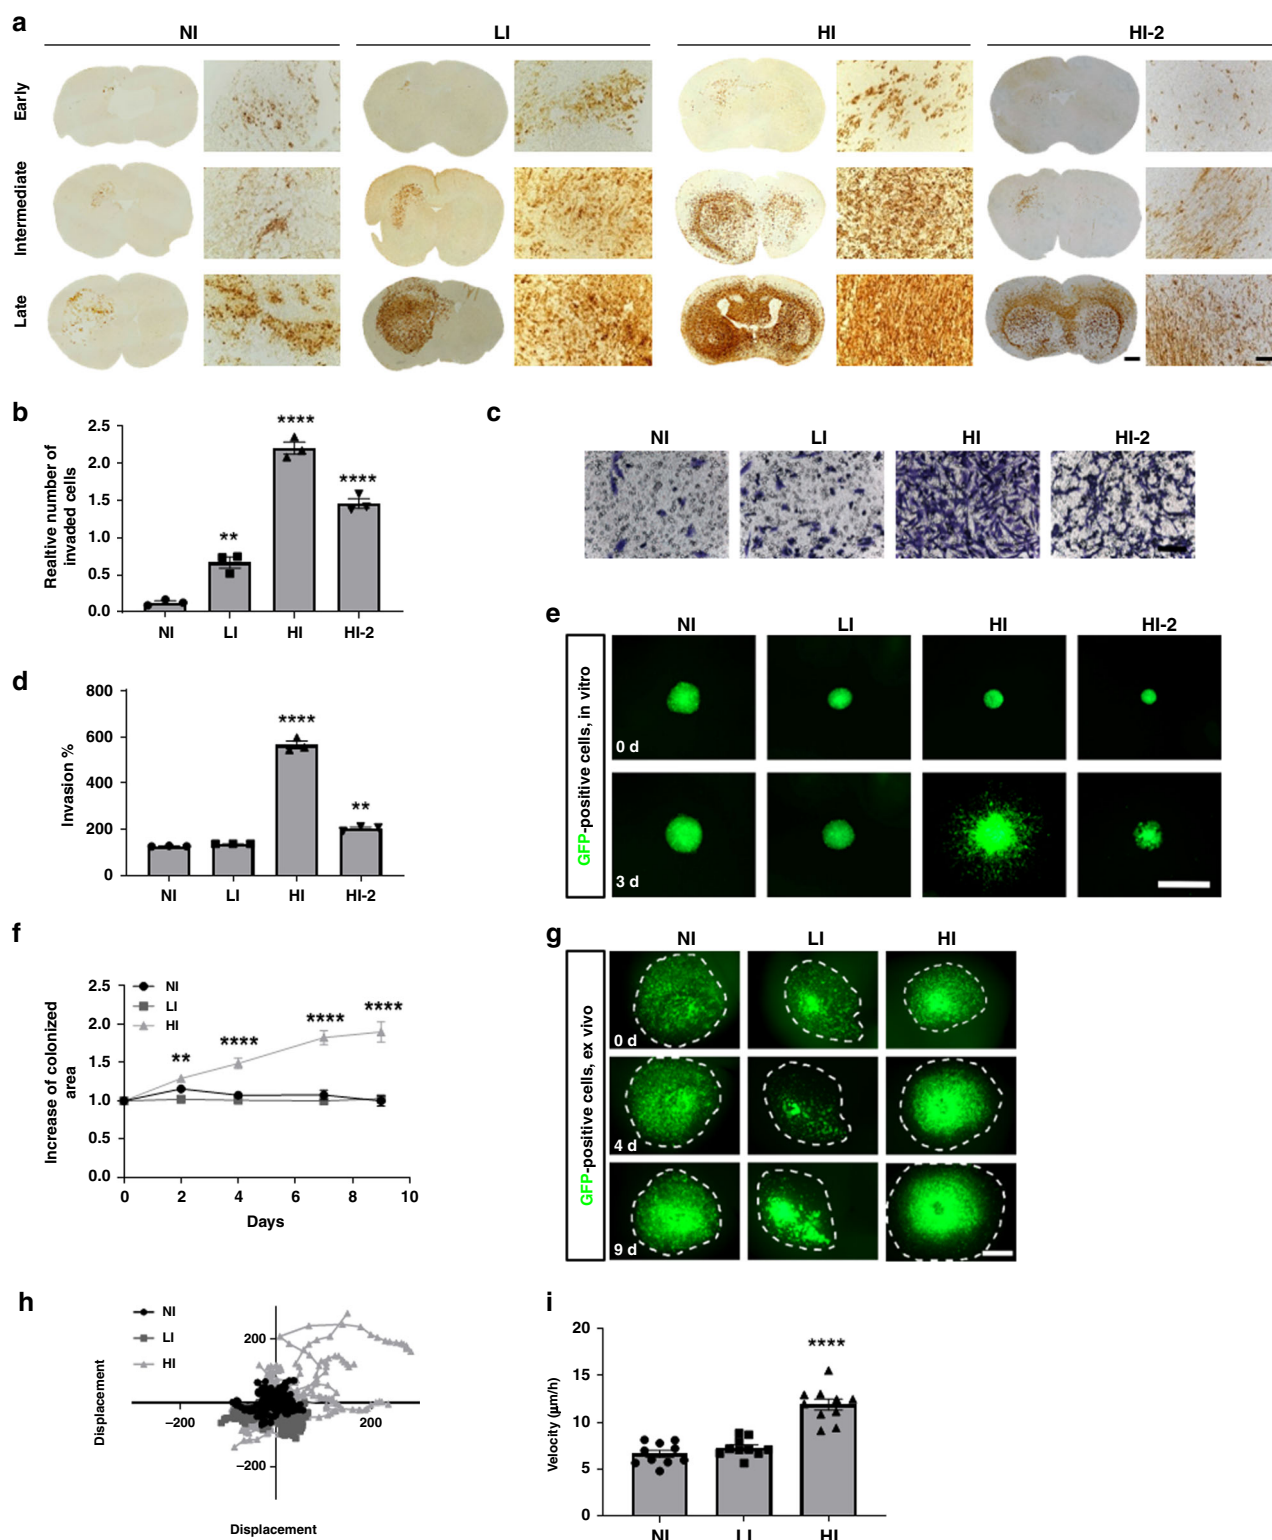 a
NI LI HI HI-2
Early
Intermediate
Late
b
Realtive number of
invaded cells
2.5
2.0
1.5
1.0
0.5
0.0
**
****
****
NI LI HI HI-2
c
NI LI HI HI-2
d
Invasion %
800
600
400
200
0
****
**
NI LI HI HI-2
e
NI LI HI HI-2
GFP-positive cells, in vitro
0 d
3 d
f
Increase of colonized
area
2.5
2.0
1.5
1.0
0.5
0.0
NI
LI
HI
**
****
****
****
0 2 4 6 8 10
Days
g
NI LI HI
GFP-positive cells, ex vivo
0 d
4 d
9 d
h
NI
LI
HI
Displacement
200
−200 200
−200
Displacement
i
Velocity (µm/h)
20
15
10
5
0
****
NI LI HI